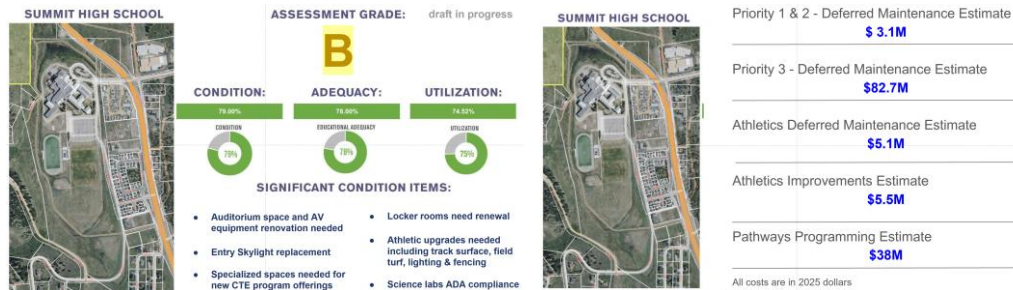 SUMMIT HIGH SCHOOL
ASSESSMENT GRADE:
draft in progress
B
CONDITION:
ADEQUACY:
UTILIZATION:
79.00%
78.00%
74.52%
CONDITION
EDUCATIONAL ADEQUACY
UTILIZATION
79%
78%
75%
SIGNIFICANT CONDITION ITEMS:
● Auditorium space and AV
equipment renovation needed
● Entry Skylight replacement
● Specialized spaces needed for
new CTE program offerings
● Locker rooms need renewal
● Athletic upgrades needed
including track surface, field
turf, lighting & fencing
● Science labs ADA compliance
SUMMIT HIGH SCHOOL
Priority 1 & 2 - Deferred Maintenance Estimate
$ 3.1M
Priority 3 - Deferred Maintenance Estimate
$82.7M
Athletics Deferred Maintenance Estimate
$5.1M
Athletics Improvements Estimate
$5.5M
Pathways Programming Estimate
$38M
All costs are in 2025 dollars